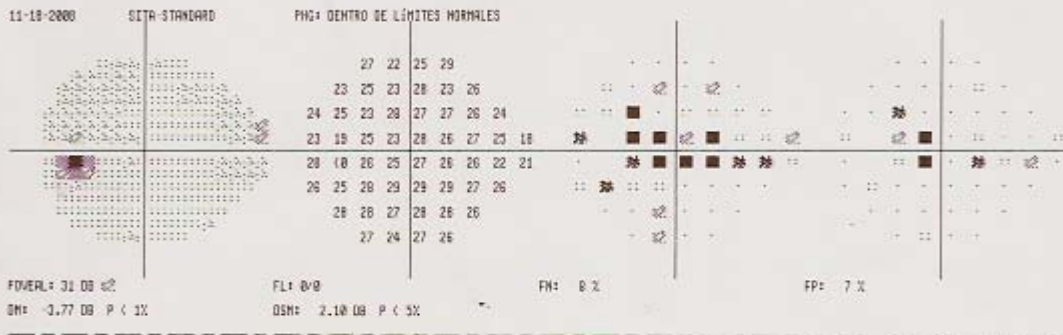 11-18-2008 SITA-STANDARD PHG: DENTRO DE LÍMITES NORMALES
27 22 25 29
23 25 23 28 23 26
24 25 23 28 27 27 26 24
23 19 25 23 28 26 27 25 18
28 (0 26 25 27 26 26 22 21
26 25 28 29 29 29 27 26
28 28 27 28 28 26
27 24 27 26
FOVEAL: 31 DB
FL: 0/0 FN: 8 % FP: 7 %
DM: -3.77 DB P < 1% DSM: 2.10 DB P < 5%